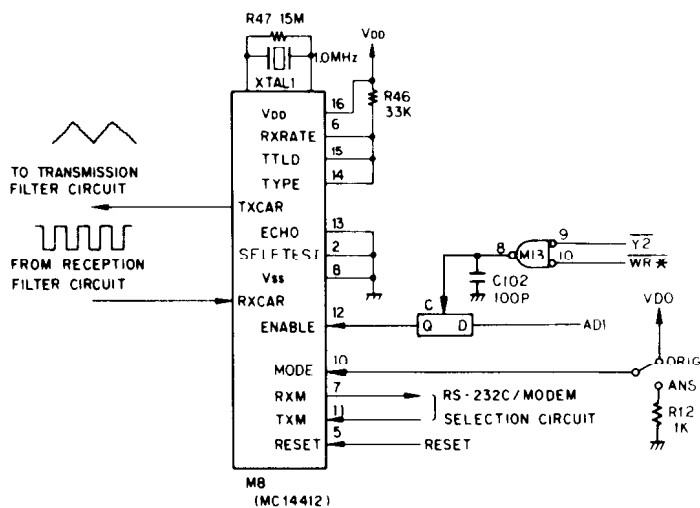 R47 15M
1.0MHz
XTAL1
VDD
R46
33K
VDD 16
RXRATE 6
TTLD 15
TYPE 14
TO TRANSMISSION
FILTER CIRCUIT
TXCAR
ECHO 13
SELFTEST 2
VSS 8
FROM RECEPTION
FILTER CIRCUIT
RXCAR
ENABLE 12
C
Q D
AD1
8 M13 9 Y2
10 WR*
C102
100P
VDD
ORIG
ANS
R12
1K
MODE 10
RXM 7
TXM 11
RS-232C/MODEM
SELECTION CIRCUIT
RESET 5
RESET
M8
(MC14412)